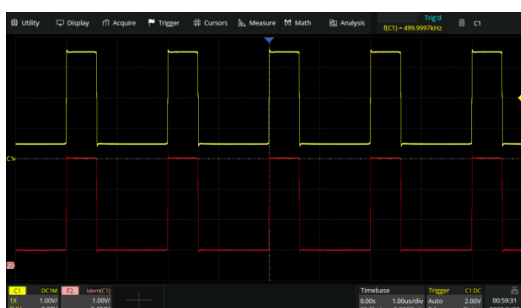 Utility Display Acquire Trigger Cursors Measure Math Analysis Trig'd C1
f(C1) = 499.9997kHz
C1
F2
C1 DC1M F2 Ident(C1) Timebase Trigger C1 DC
1X 1.00V/ 1.00V/ 0.00s 1.00us/div Auto 2.00V 00:59:31